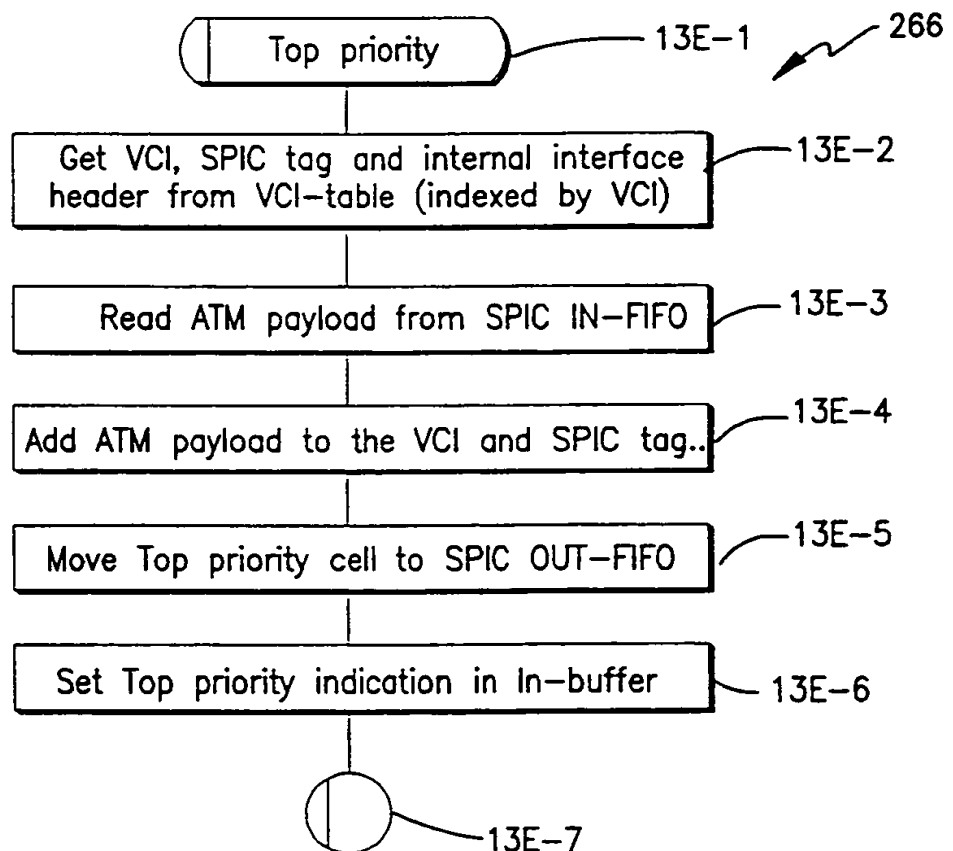 Top priority
13E-1
266
Get VCI, SPIC tag and internal interface
header from VCI-table (indexed by VCI)
13E-2
Read ATM payload from SPIC IN-FIFO
13E-3
Add ATM payload to the VCI and SPIC tag..
13E-4
Move Top priority cell to SPIC OUT-FIFO
13E-5
Set Top priority indication in In-buffer
13E-6
13E-7